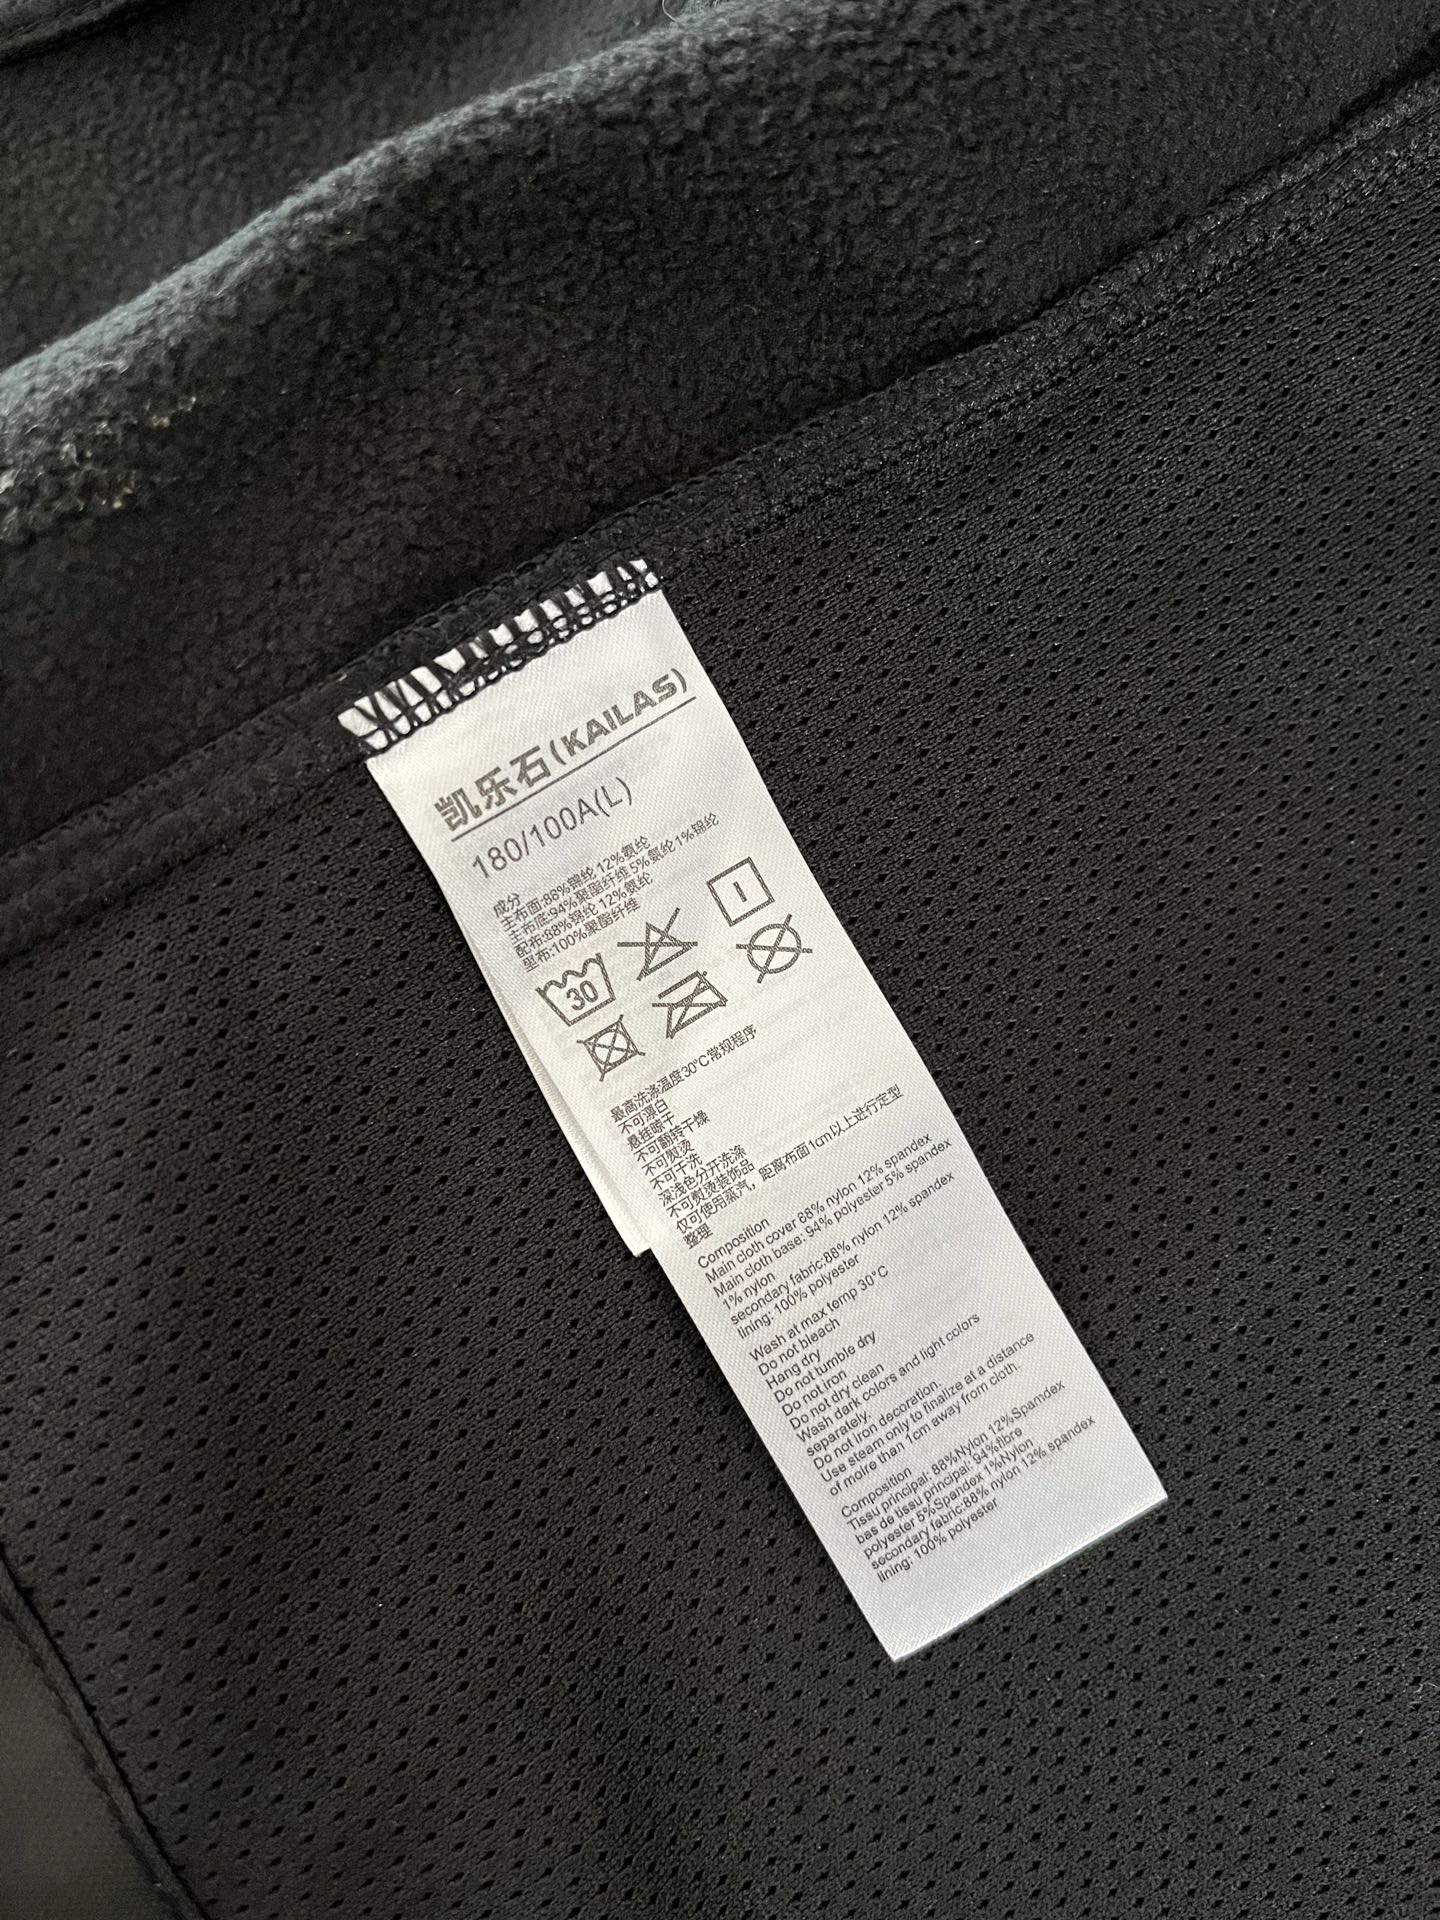 凯乐石(KAILAS)
180/100A(L)
成分
主布面:88%锦纶 12%氨纶
主布底:94%聚酯纤维 5%氨纶 1%锦纶
配布:88%锦纶 12%氨纶
里布:100%聚酯纤维
30
最高洗涤温度30°C常规程序
不可漂白
悬挂晾干
不可翻转干燥
不可熨烫
不可干洗
深浅色分开洗涤
不可熨烫装饰品
仅可使用蒸汽，距离布面1cm以上进行定型
整理
Composition
Main cloth cover 88% nylon 12% spandex
Main cloth base: 94% polyester 5% spandex
1% nylon
secondary fabric:88% nylon 12% spandex
lining: 100% polyester
Wash at max temp 30°C
Do not bleach
Hang dry
Do not tumble dry
Do not iron
Do not dry clean
Wash dark colors and light colors
separately.
Do not iron decoration.
Use steam only to finalize at a distance
of moire than 1cm away from cloth.
Composition
Tissu principal: 88%Nylon 12%Spamdex
bas de tissu principal: 94%fibre
polyester 5%Spandex 1%Nylon
secondary fabric:88% nylon 12% spandex
lining: 100% polyester